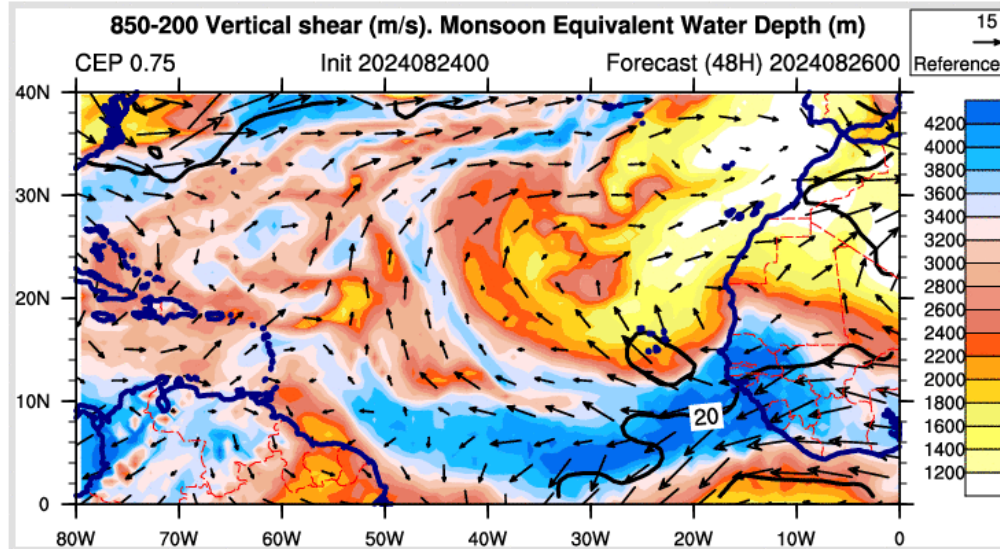 850-200 Vertical shear (m/s). Monsoon Equivalent Water Depth (m)
15
Reference
CEP 0.75 Init 2024082400 Forecast (48H) 2024082600
40N
30N
20N
10N
0
80W 70W 60W 50W 40W 30W 20W 10W 0
20
4200
4000
3800
3600
3400
3200
3000
2800
2600
2400
2200
2000
1800
1600
1400
1200